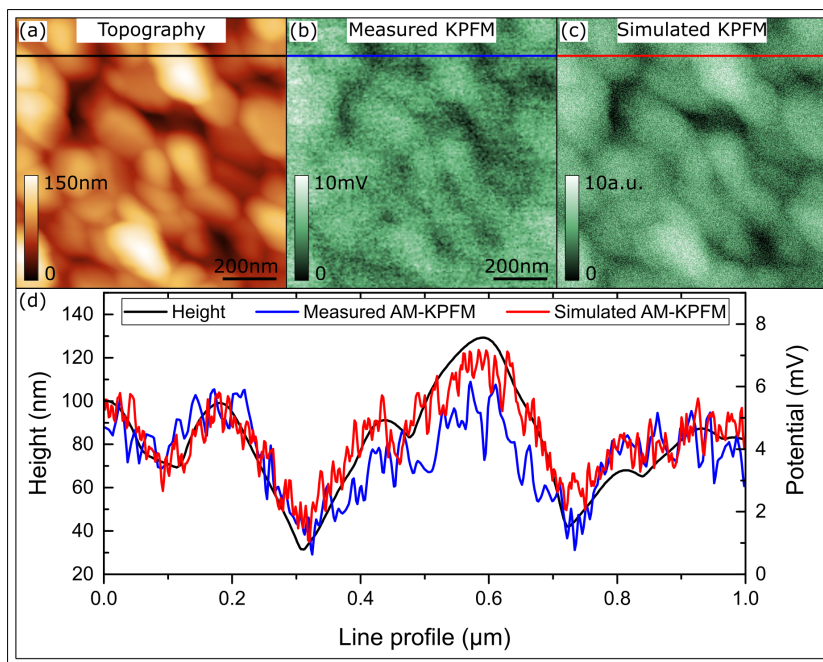 (a) Topography
(b) Measured KPFM
(c) Simulated KPFM
150nm
0
200nm
10mV
0
200nm
10a.u.
0
(d)
Height
Measured AM-KPFM
Simulated AM-KPFM
140
120
100
80
60
40
20
Height (nm)
8
6
4
2
0
Potential (mV)
0.0 0.2 0.4 0.6 0.8 1.0
Line profile (µm)